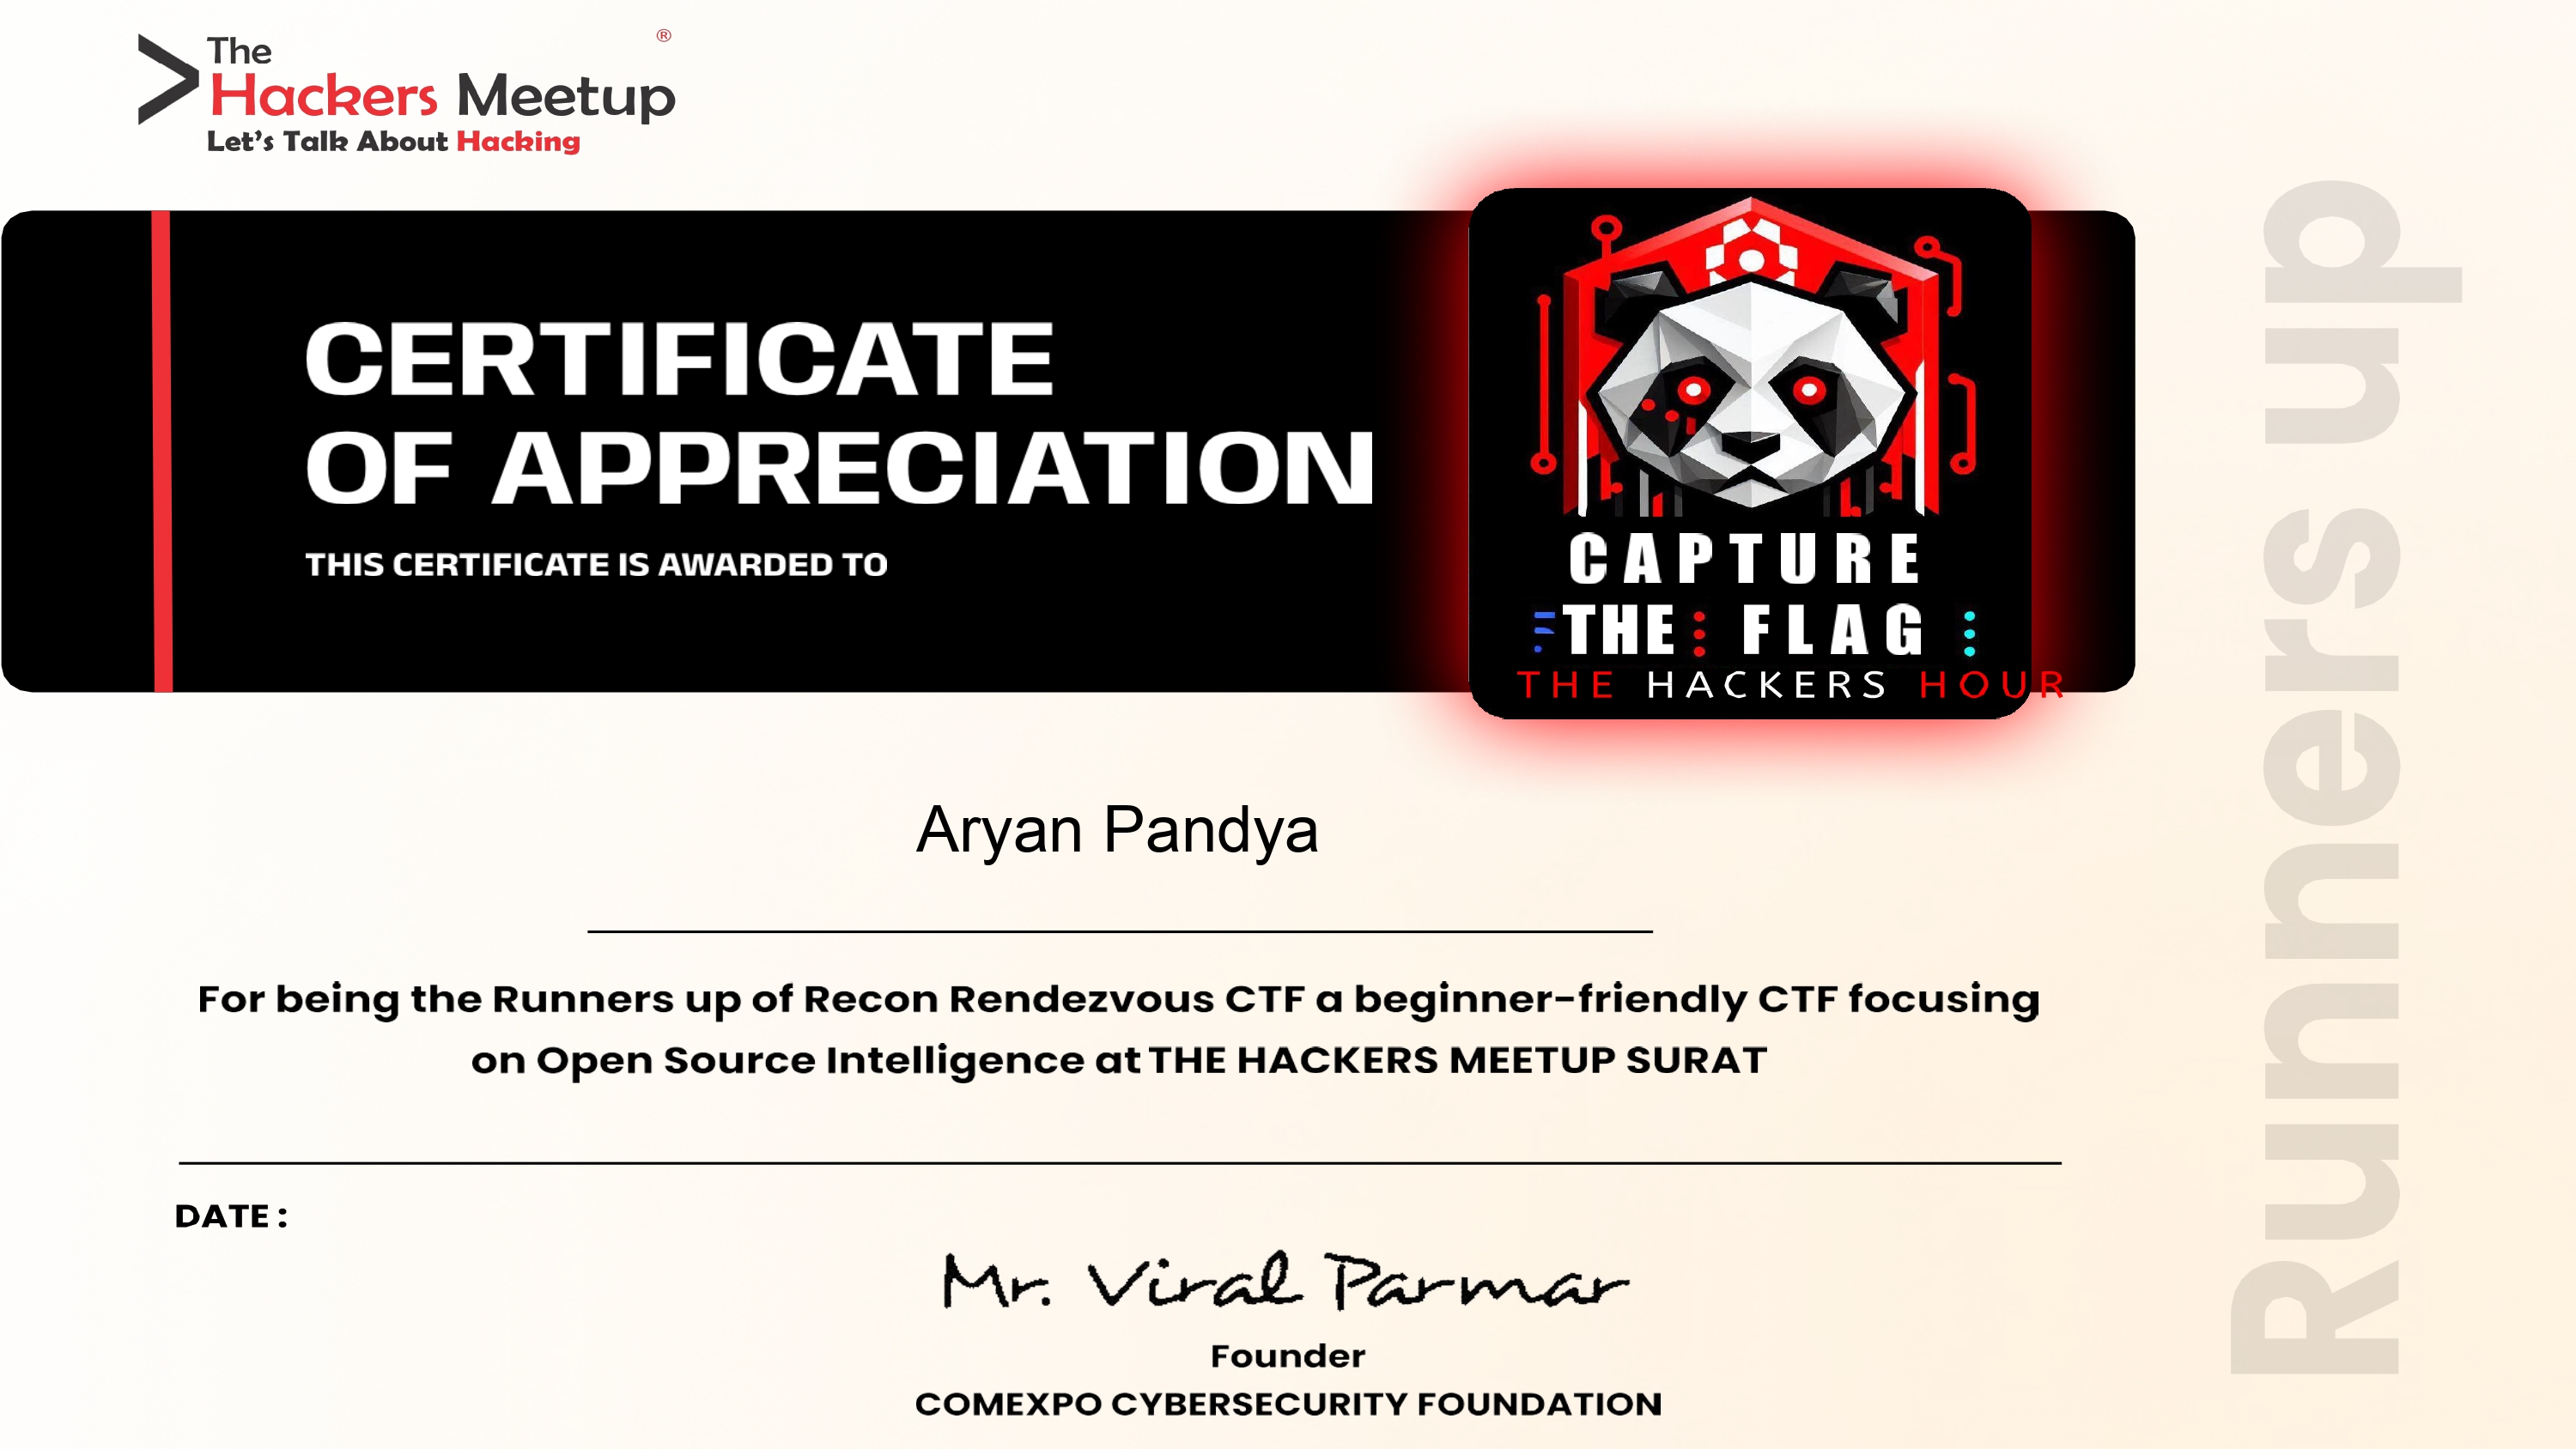 The
Hackers Meetup ®
Let's Talk About Hacking
CERTIFICATE
OF APPRECIATION
THIS CERTIFICATE IS AWARDED TO
CAPTURE
THE FLAG
THE HACKERS HOUR
Aryan Pandya
For being the Runners up of Recon Rendezvous CTF a beginner-friendly CTF focusing
on Open Source Intelligence at THE HACKERS MEETUP SURAT
DATE :
Mr. Viral Parmar
Founder
COMEXPO CYBERSECURITY FOUNDATION
Runners up